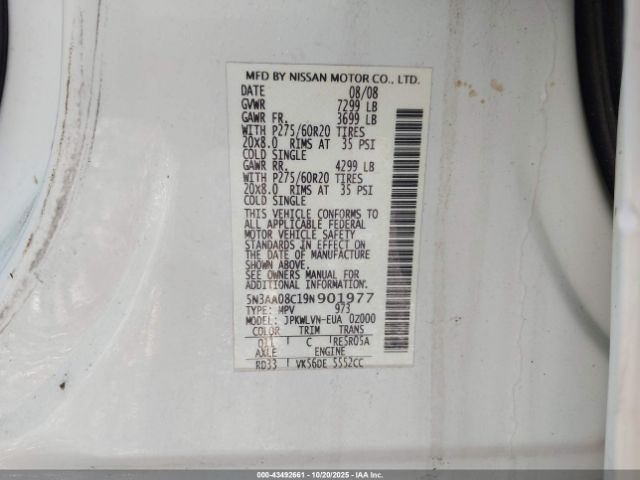 MFD BY NISSAN MOTOR CO., LTD.
DATE 08/08
GVWR 7299 LB
GAWR FR. 3699 LB
WITH P275/60R20 TIRES
20X8.0 RIMS AT 35 PSI
COLD SINGLE
GAWR RR. 4299 LB
WITH P275/60R20 TIRES
20X8.0 RIMS AT 35 PSI
COLD SINGLE
THIS VEHICLE CONFORMS TO
ALL APPLICABLE FEDERAL
MOTOR VEHICLE SAFETY
STANDARDS IN EFFECT ON
THE DATE OF MANUFACTURE
SHOWN ABOVE.
SEE OWNERS MANUAL FOR
ADDITIONAL INFORMATION.
5N3AA08C19N901977
TYPE: MPV 973
MODEL: JPKWLVN-EUA 0Z000
COLOR TRIM TRANS
Q11 C RE5R05A
AXLE ENGINE
RD33 VK56DE 5552CC
000-43492661 - 10/20/2025 - IAA